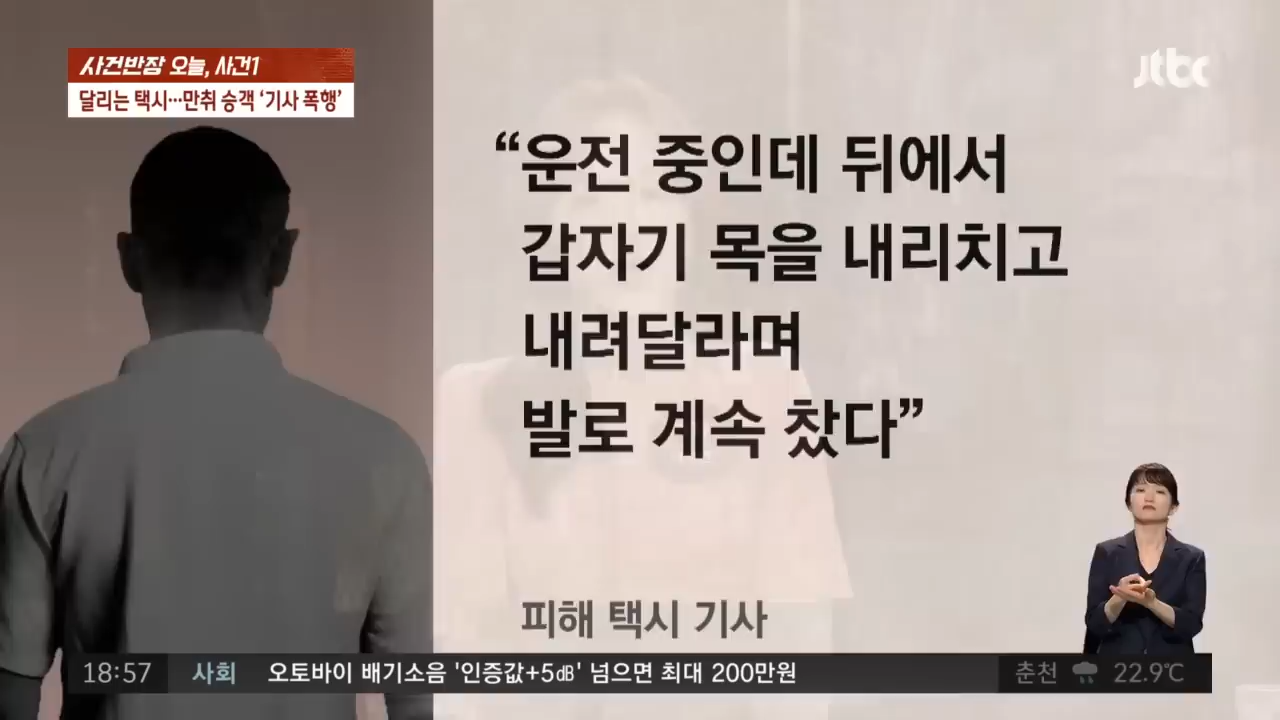 사건반장 오늘, 사건1
달리는 택시…만취 승객 ‘기사 폭행’
jtbc
“운전 중인데 뒤에서
갑자기 목을 내리치고
내려달라며
발로 계속 찼다”
피해 택시 기사
18:57 사회 오토바이 배기소음 '인증값+5㏈' 넘으면 최대 200만원 춘천 22.9℃